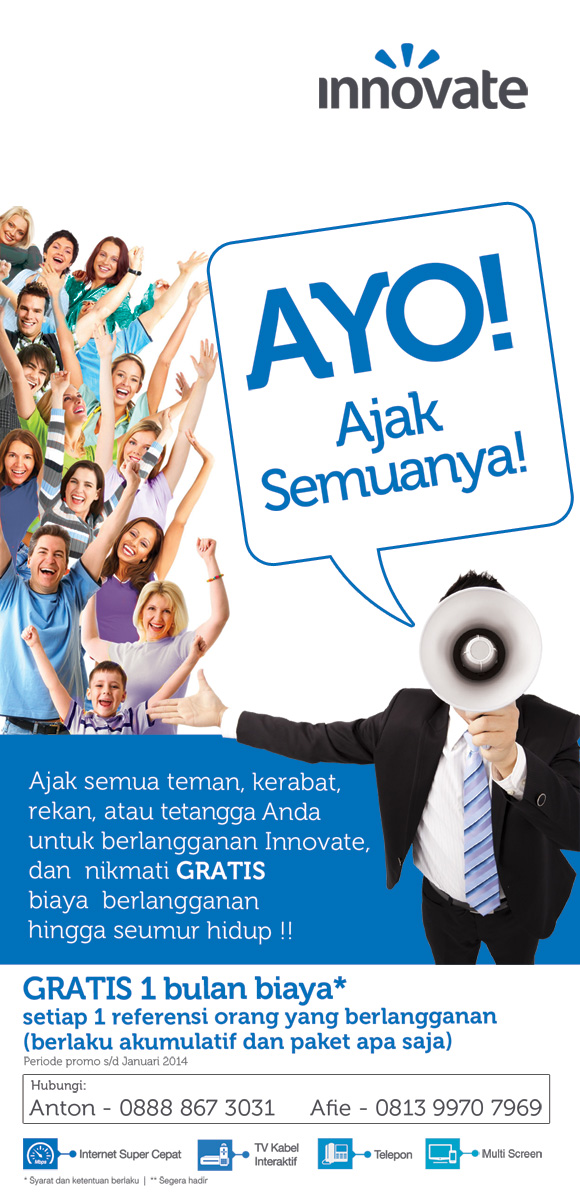 innovate
AYO!
Ajak
Semuanya!
Ajak semua teman, kerabat,
rekan, atau tetangga Anda
untuk berlangganan Innovate,
dan nikmati GRATIS
biaya berlangganan
hingga seumur hidup !!
GRATIS 1 bulan biaya*
setiap 1 referensi orang yang berlangganan
(berlaku akumulatif dan paket apa saja)
Periode promo s/d Januari 2014
Hubungi:
Anton - 0888 867 3031 Afie - 0813 9970 7969
Mbps
Internet Super Cepat
TV Kabel
Interaktif
Telepon
Multi Screen
* Syarat dan ketentuan berlaku | ** Segera hadir